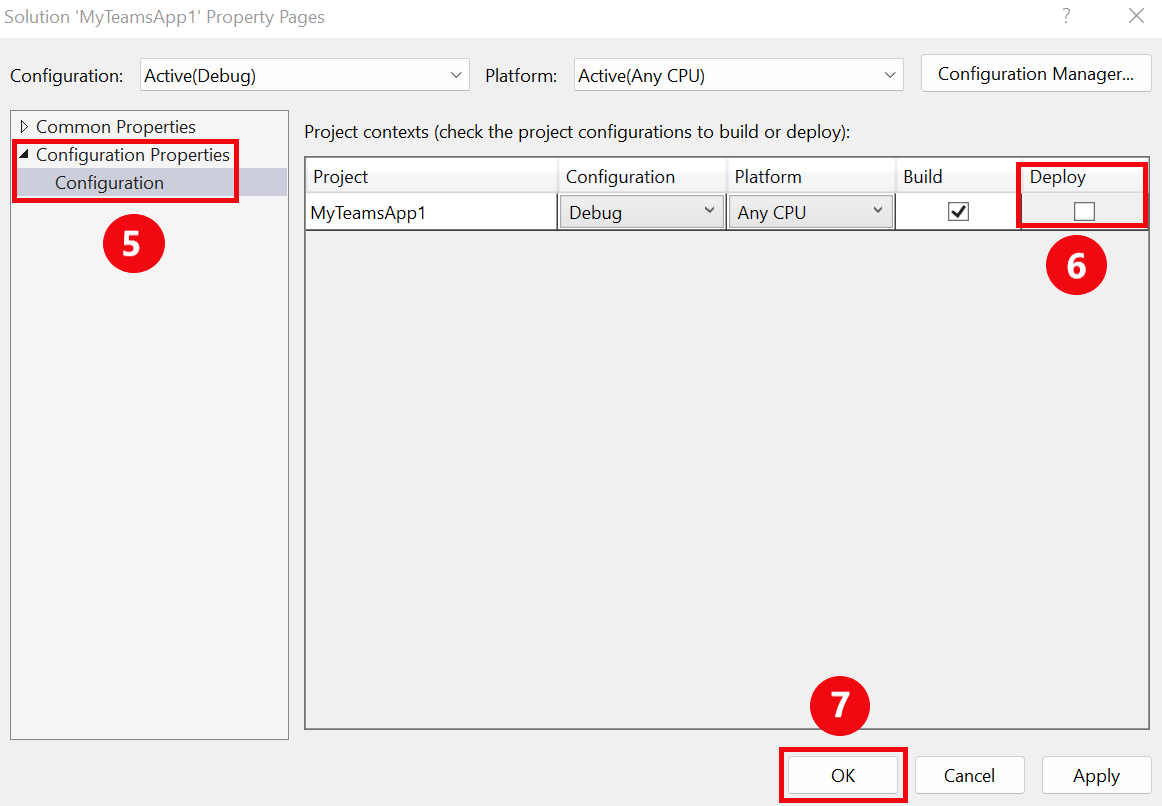 Solution 'MyTeamsApp1' Property Pages
?
Configuration: Active(Debug) Platform: Active(Any CPU) Configuration Manager...
Common Properties
Configuration Properties
Configuration
5
Project contexts (check the project configurations to build or deploy):
Project Configuration Platform Build Deploy
MyTeamsApp1 Debug Any CPU
6
7
OK Cancel Apply